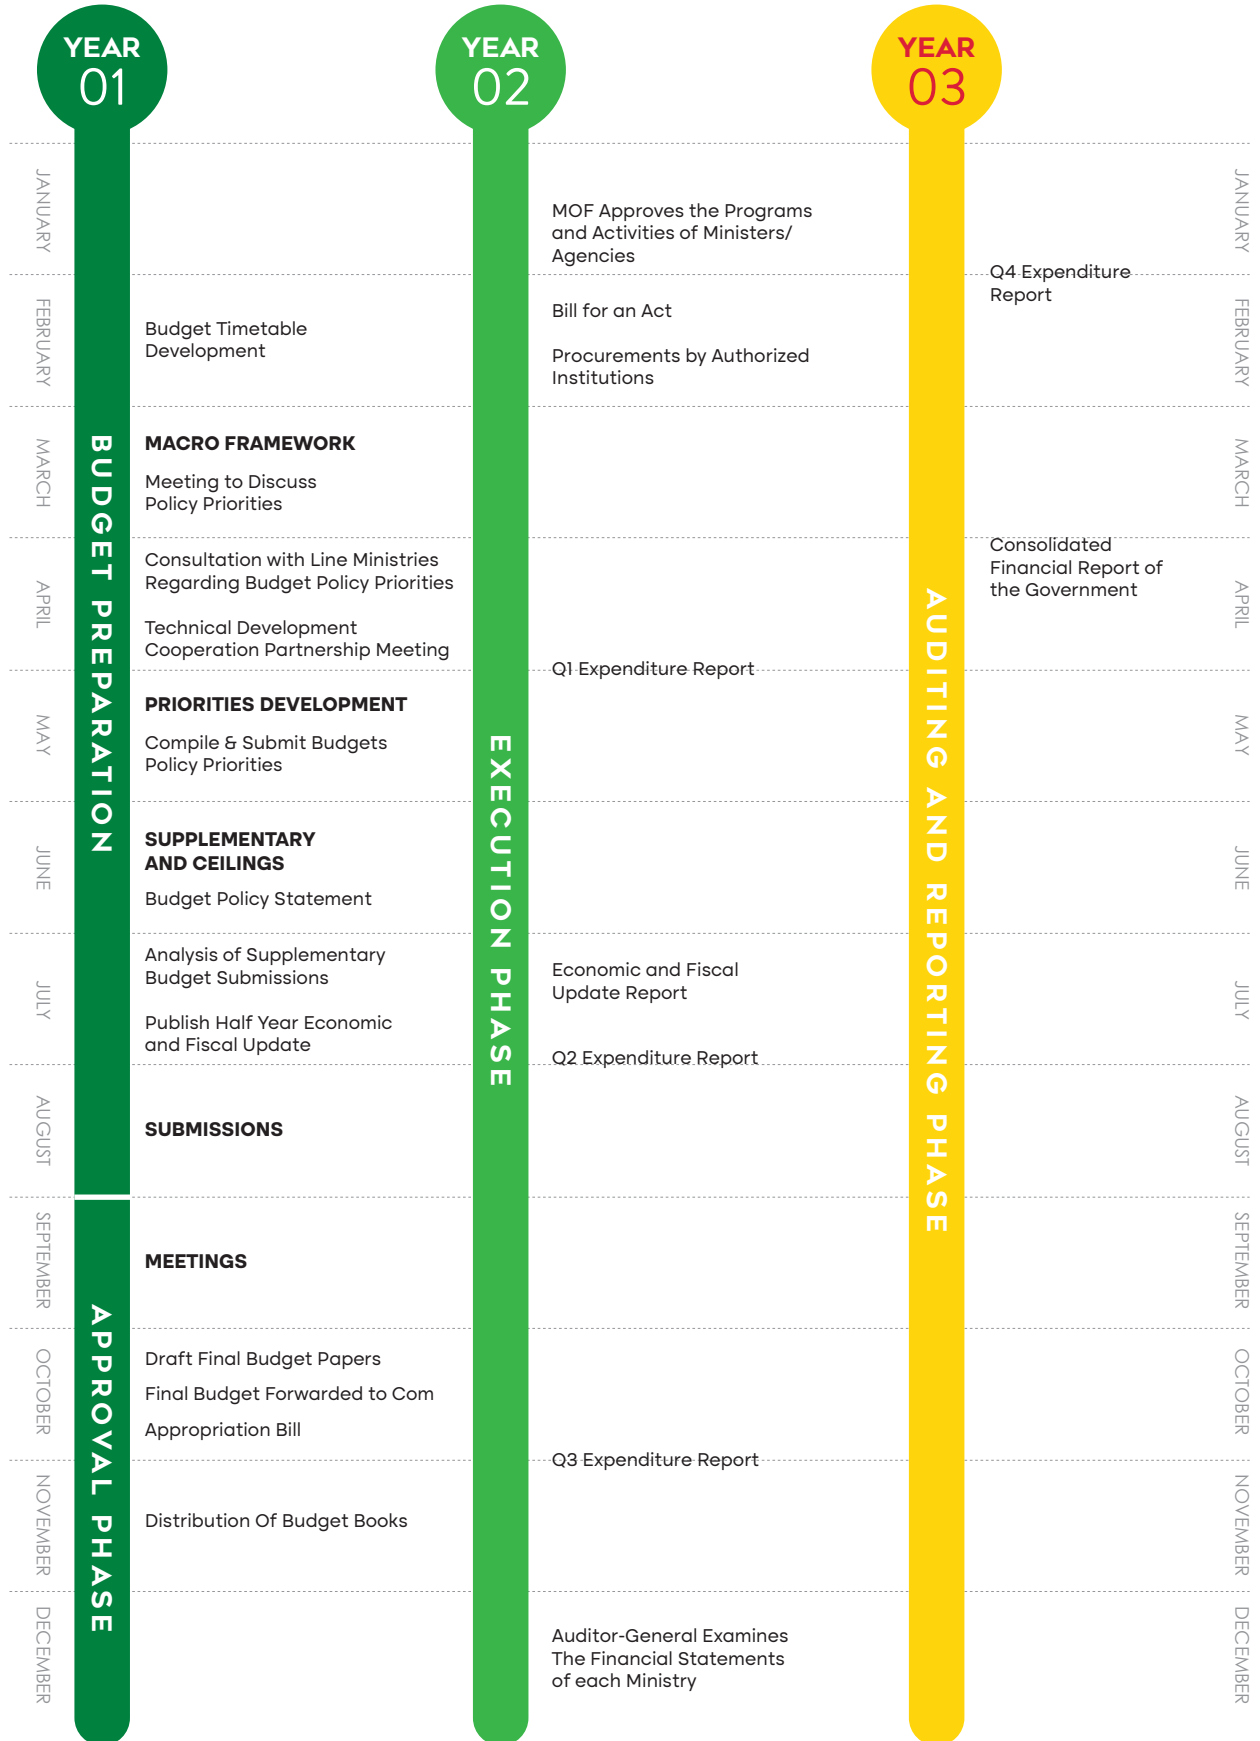 YEAR
01
YEAR
02
YEAR
03
JANUARY
FEBRUARY
MARCH
APRIL
MAY
JUNE
JULY
AUGUST
SEPTEMBER
OCTOBER
NOVEMBER
DECEMBER
BUDGET PREPARATION
APPROVAL PHASE
Budget Timetable
Development
MACRO FRAMEWORK
Meeting to Discuss
Policy Priorities
Consultation with Line Ministries
Regarding Budget Policy Priorities
Technical Development
Cooperation Partnership Meeting
PRIORITIES DEVELOPMENT
Compile & Submit Budgets
Policy Priorities
SUPPLEMENTARY
AND CEILINGS
Budget Policy Statement
Analysis of Supplementary
Budget Submissions
Publish Half Year Economic
and Fiscal Update
SUBMISSIONS
MEETINGS
Draft Final Budget Papers
Final Budget Forwarded to Com
Appropriation Bill
Distribution Of Budget Books
EXECUTION PHASE
MOF Approves the Programs
and Activities of Ministers/
Agencies
Bill for an Act
Procurements by Authorized
Institutions
Q1 Expenditure Report
Economic and Fiscal
Update Report
Q2 Expenditure Report
Q3 Expenditure Report
Auditor-General Examines
The Financial Statements
of each Ministry
AUDITING AND REPORTING PHASE
Q4 Expenditure
Report
Consolidated
Financial Report of
the Government
JANUARY
FEBRUARY
MARCH
APRIL
MAY
JUNE
JULY
AUGUST
SEPTEMBER
OCTOBER
NOVEMBER
DECEMBER